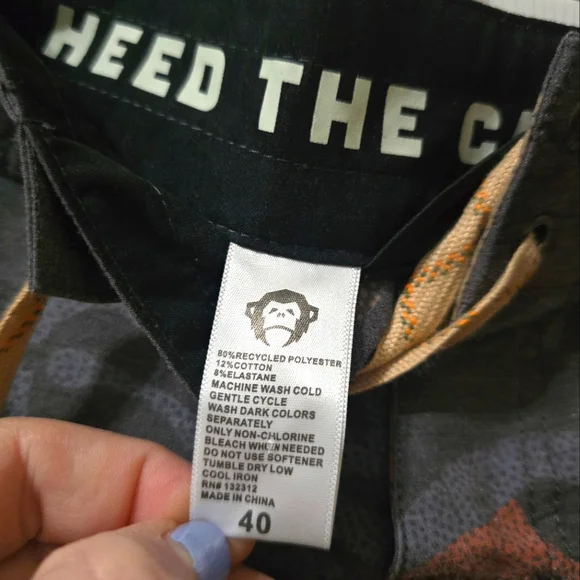 HEED THE
80%RECYCLED POLYESTER
12%COTTON
8%ELASTANE
MACHINE WASH COLD
GENTLE CYCLE
WASH DARK COLORS
SEPARATELY
ONLY NON-CHLORINE
BLEACH WHEN NEEDED
DO NOT USE SOFTENER
TUMBLE DRY LOW
COOL IRON
RN# 132312
MADE IN CHINA
40